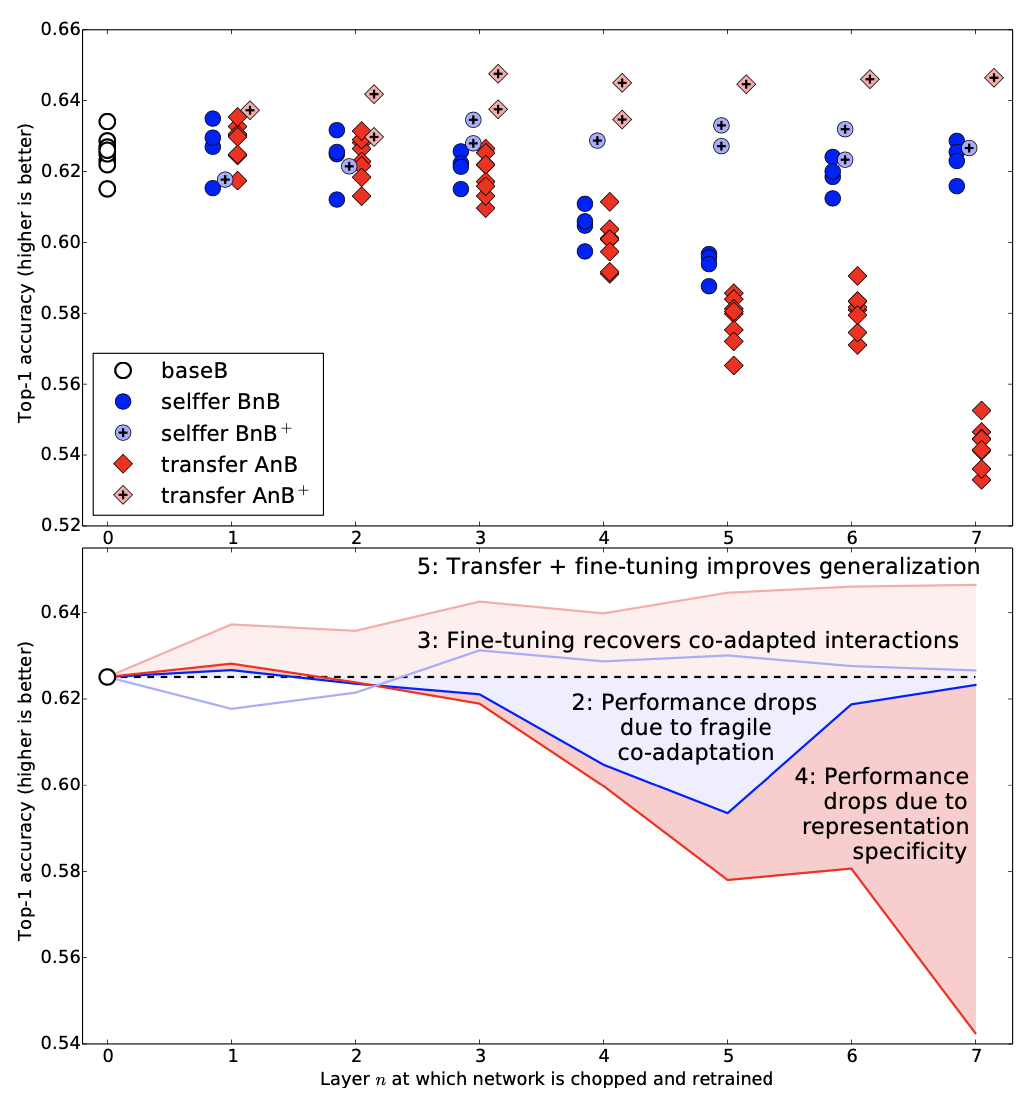 0.66
0.64
0.62
0.60
0.58
0.56
0.54
0.52
Top-1 accuracy (higher is better)
baseB
selffer BnB
selffer BnB⁺
transfer AnB
transfer AnB⁺
0 1 2 3 4 5 6 7
5: Transfer + fine-tuning improves generalization
3: Fine-tuning recovers co-adapted interactions
2: Performance drops
due to fragile
co-adaptation
4: Performance
drops due to
representation
specificity
0.64
0.62
0.60
0.58
0.56
0.54
Top-1 accuracy (higher is better)
0 1 2 3 4 5 6 7
Layer n at which network is chopped and retrained